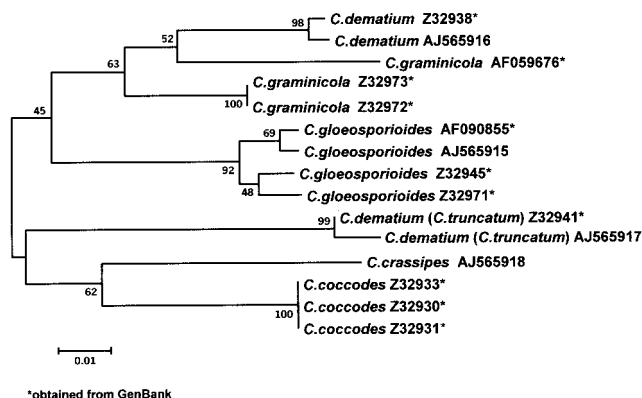 98
C.dematium Z32938*
C.dematium AJ565916
52
C.graminicola AF059676*
63
C.graminicola Z32973*
100
C.graminicola Z32972*
45
69
C.gloeosporioides AF090855*
C.gloeosporioides AJ565915
92
C.gloeosporioides Z32945*
48
C.gloeosporioides Z32971*
99
C.dematium (C.truncatum) Z32941*
C.dematium (C.truncatum) AJ565917
C.crassipes AJ565918
62
C.coccodes Z32933*
C.coccodes Z32930*
100
C.coccodes Z32931*
0.01
*obtained from GenBank